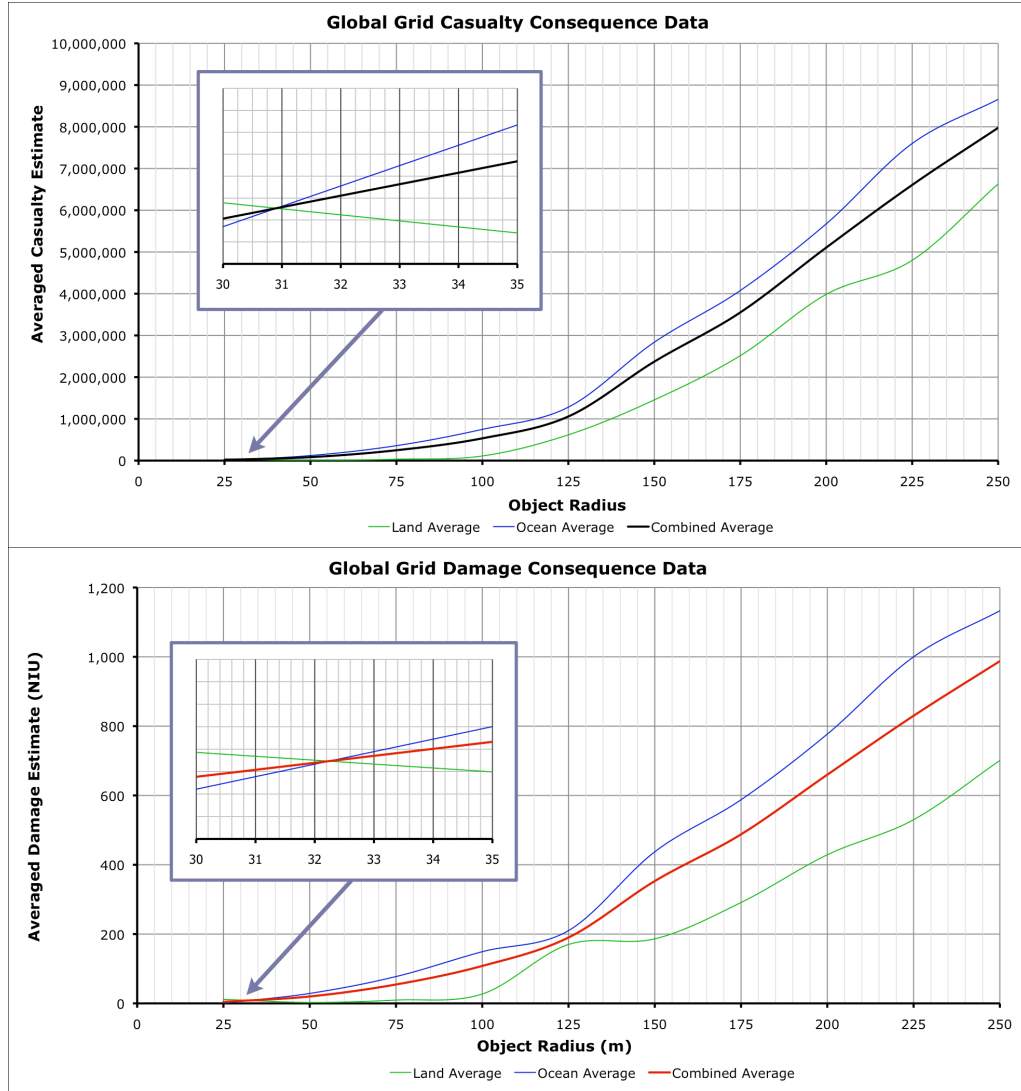 Global Grid Casualty Consequence Data
10,000,000
9,000,000
8,000,000
7,000,000
6,000,000
5,000,000
4,000,000
3,000,000
2,000,000
1,000,000
0
Averaged Casualty Estimate
30 31 32 33 34 35
0 25 50 75 100 125 150 175 200 225 250
Object Radius
Land Average Ocean Average Combined Average
Global Grid Damage Consequence Data
1,200
1,000
800
600
400
200
0
Averaged Damage Estimate (NIU)
30 31 32 33 34 35
0 25 50 75 100 125 150 175 200 225 250
Object Radius (m)
Land Average Ocean Average Combined Average